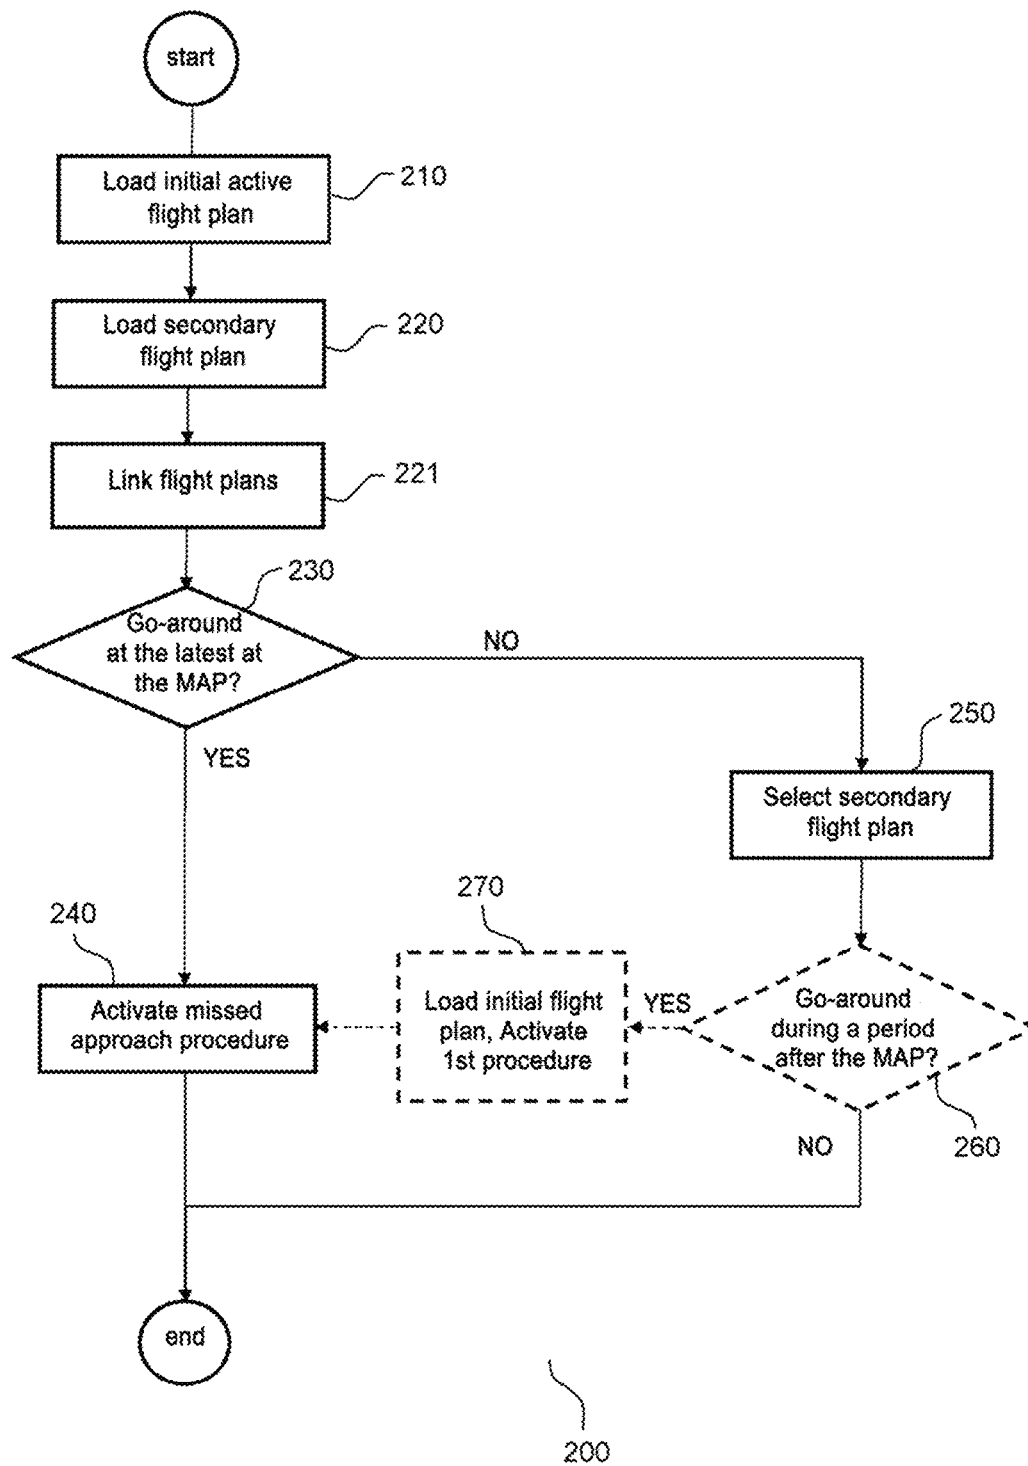 start
Load initial active
flight plan
210
Load secondary
flight plan
220
Link flight plans
221
230
Go-around
at the latest at
the MAP?
NO
YES
250
Select secondary
flight plan
270
240
Activate missed
approach procedure
Load initial flight
plan, Activate
1st procedure
YES
Go-around
during a period
after the MAP?
260
NO
end
200